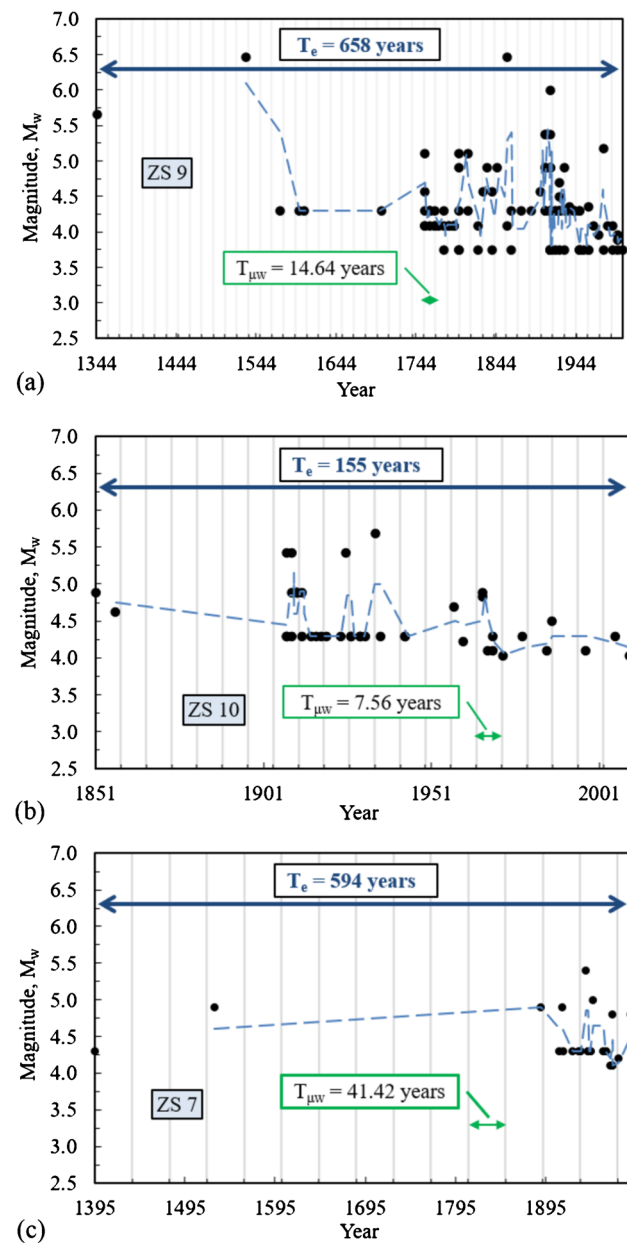 7.0
6.5
6.0
5.5
5.0
4.5
4.0
3.5
3.0
2.5
Magnitude, Mw
Te = 658 years
ZS 9
Tμw = 14.64 years
1344 1444 1544 1644 1744 1844 1944
(a) Year
7.0
6.5
6.0
5.5
5.0
4.5
4.0
3.5
3.0
2.5
Magnitude, Mw
Te = 155 years
ZS 10
Tμw = 7.56 years
1851 1901 1951 2001
(b) Year
7.0
6.5
6.0
5.5
5.0
4.5
4.0
3.5
3.0
2.5
Magnitude, Mw
Te = 594 years
ZS 7
Tμw = 41.42 years
1395 1495 1595 1695 1795 1895
(c) Year